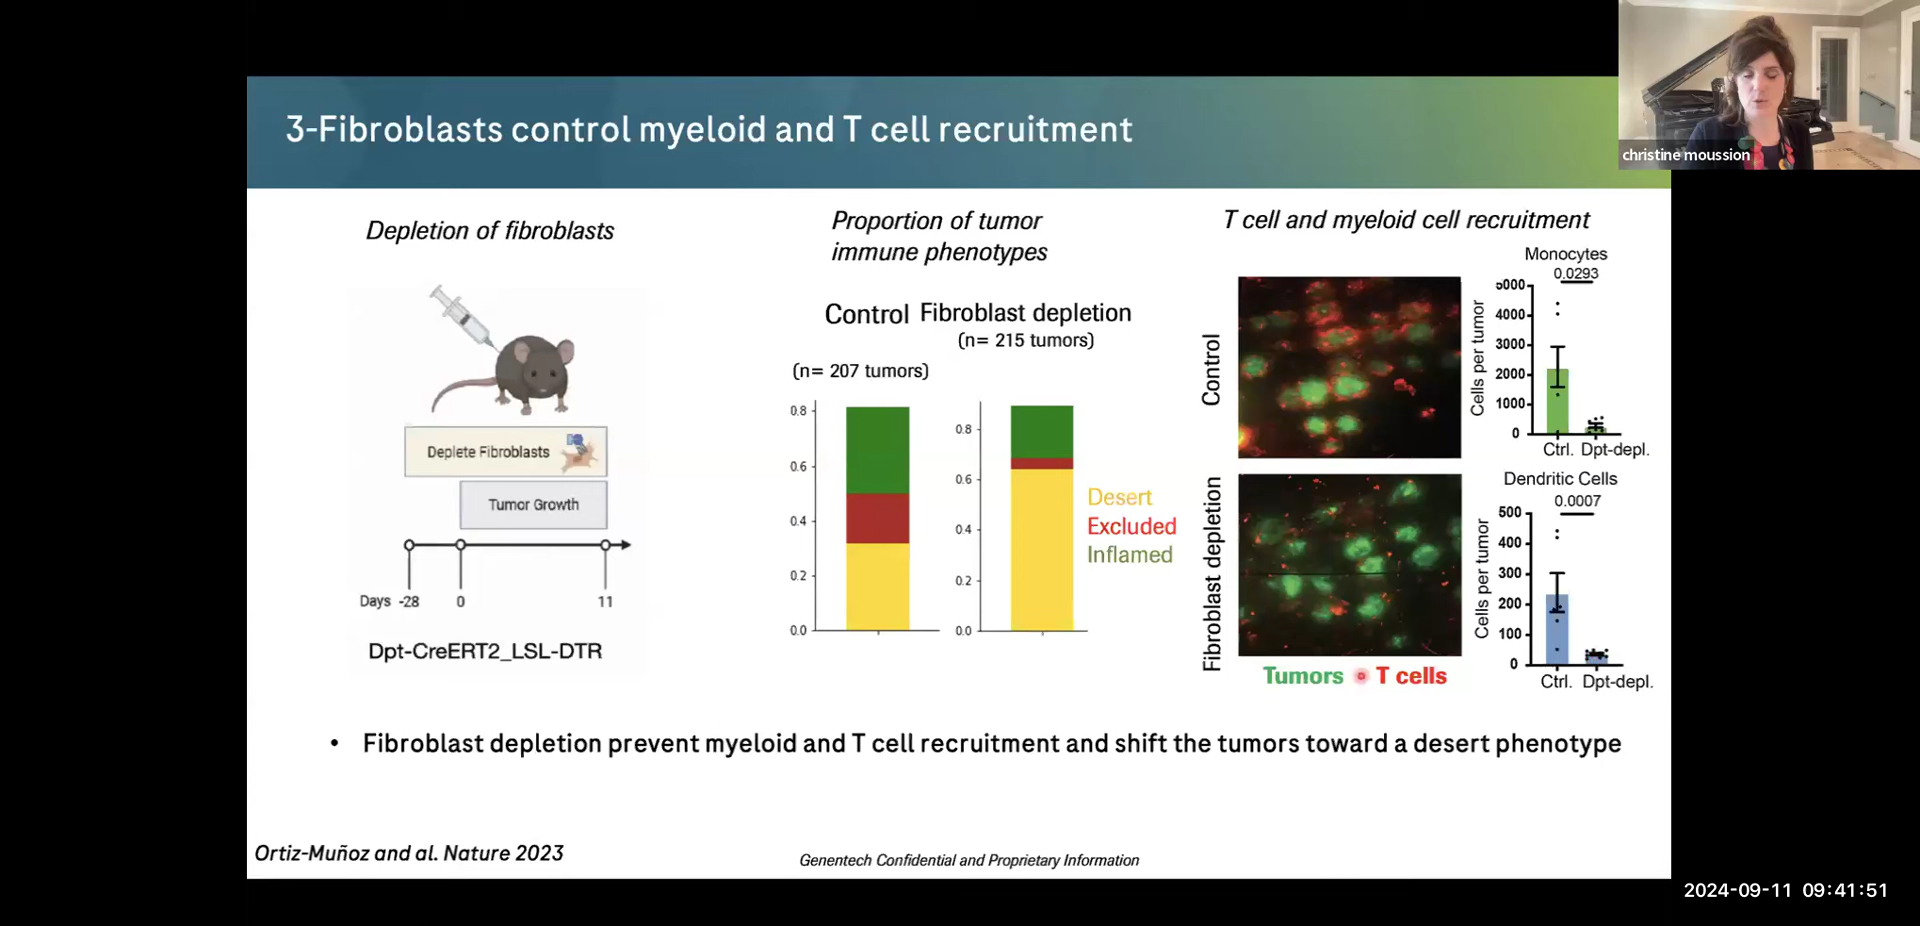 christine moussion
3-Fibroblasts control myeloid and T cell recruitment
Depletion of fibroblasts
Deplete Fibroblasts
Tumor Growth
Days -28 0 11
Dpt-CreERT2_LSL-DTR
Proportion of tumor
immune phenotypes
Control Fibroblast depletion
(n= 215 tumors)
(n= 207 tumors)
0.8
0.6
0.4
0.2
0.0
0.8
0.6
0.4
0.2
0.0
Desert
Excluded
Inflamed
T cell and myeloid cell recruitment
Control
Fibroblast depletion
Tumors T cells
Monocytes
0.0293
Cells per tumor
5000
4000
3000
2000
1000
0
Ctrl. Dpt-depl.
Dendritic Cells
0.0007
Cells per tumor
500
400
300
200
100
0
Ctrl. Dpt-depl.
• Fibroblast depletion prevent myeloid and T cell recruitment and shift the tumors toward a desert phenotype
Ortiz-Muñoz and al. Nature 2023
Genentech Confidential and Proprietary Information
2024-09-11 09:41:51